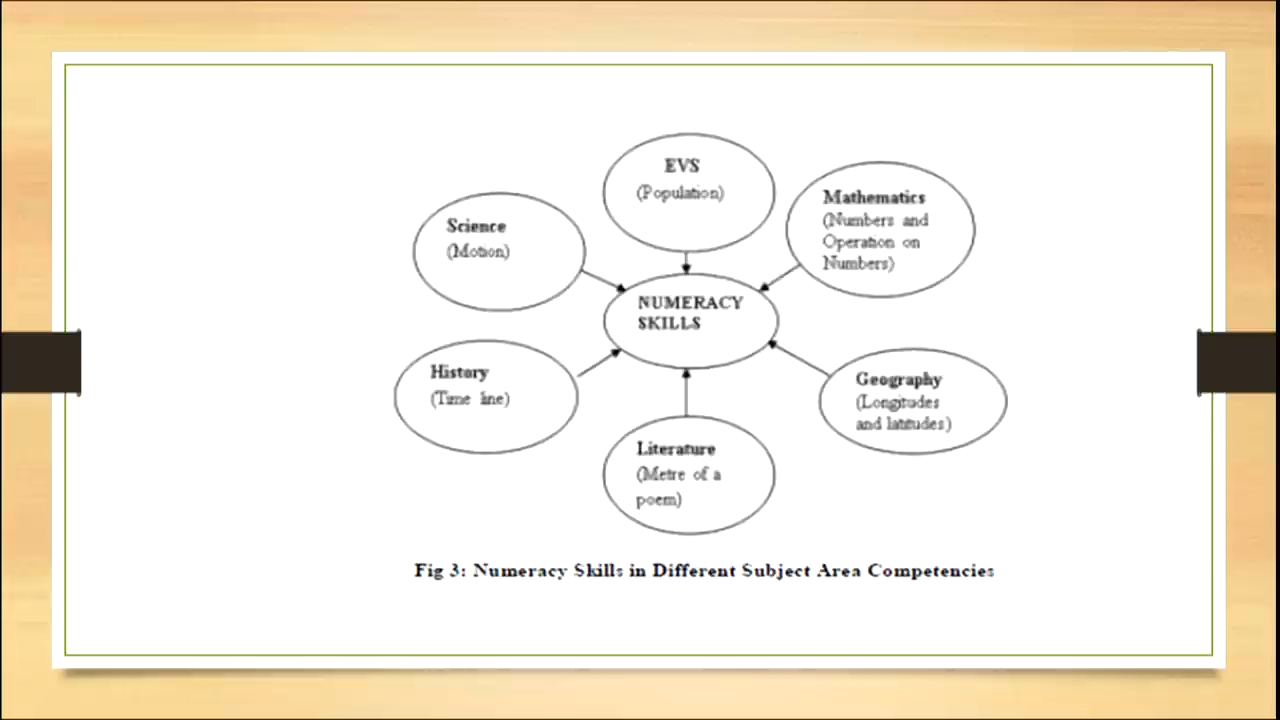 EVS
(Population)
Mathematics
(Numbers and
Operation on
Numbers)
Science
(Motion)
NUMERACY
SKILLS
History
(Time line)
Geography
(Longitudes
and latitudes)
Literature
(Metre of a
poem)
Fig 3: Numeracy Skills in Different Subject Area Competencies